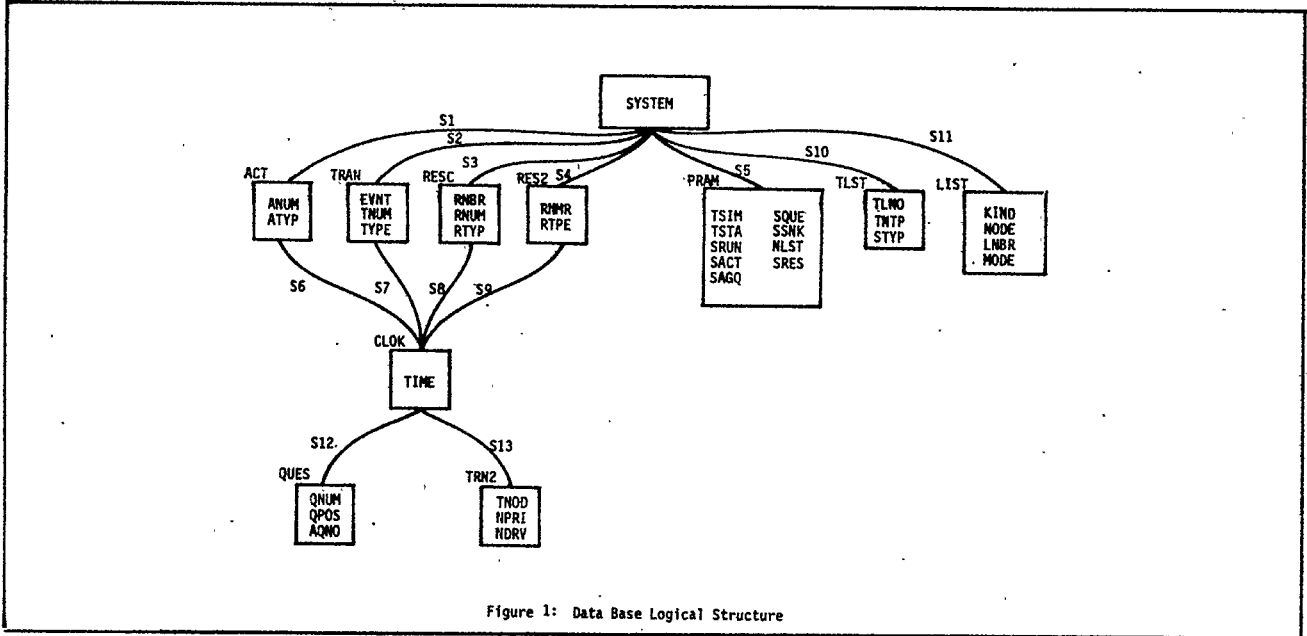 SYSTEM
S1
S2
S3
S4
S5
S10
S11
ACT
ANUM
ATYP
TRAN
EVNT
TNUM
TYPE
RESC
RNBR
RNUM
RTYP
RES2
RNMR
RTPE
PRAM
TSIM SQUE
TSTA SSNK
SRUN NLST
SACT SRES
SAGQ
TLST
TLNO
TNTP
STYP
LIST
KIND
NODE
LNBR
MODE
S6
S7
S8
S9
CLOK
TIME
S12
S13
QUES
QNUM
QPOS
AQNO
TRN2
TNOD
NPRI
NDRV
Figure 1: Data Base Logical Structure